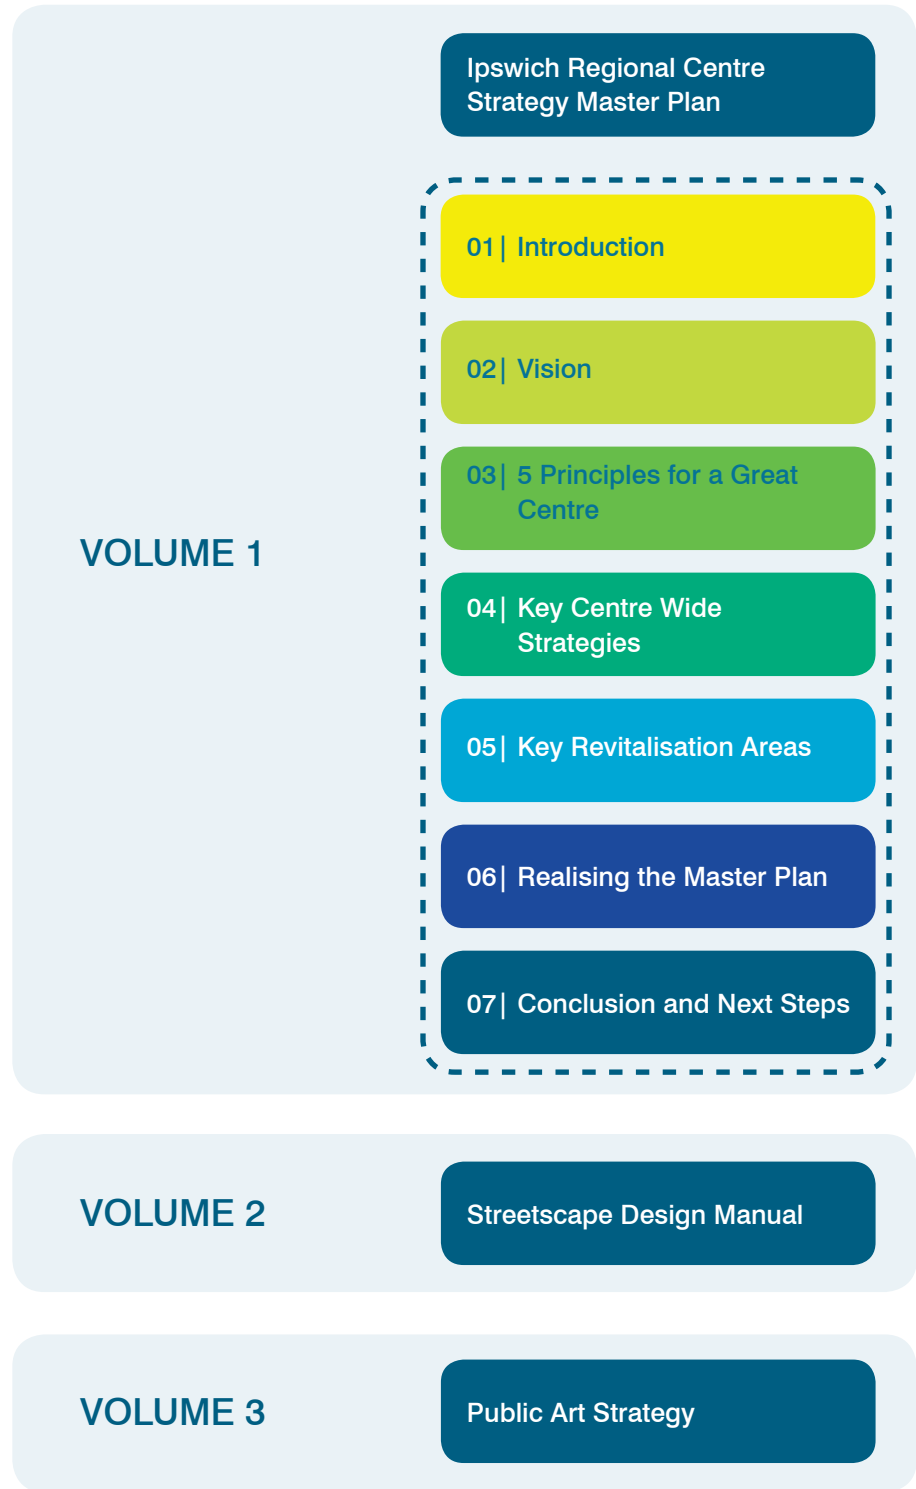 Ipswich Regional Centre
Strategy Master Plan
01| Introduction
02| Vision
03| 5 Principles for a Great
Centre
VOLUME 1
04| Key Centre Wide
Strategies
05| Key Revitalisation Areas
06| Realising the Master Plan
07| Conclusion and Next Steps
VOLUME 2
Streetscape Design Manual
VOLUME 3
Public Art Strategy